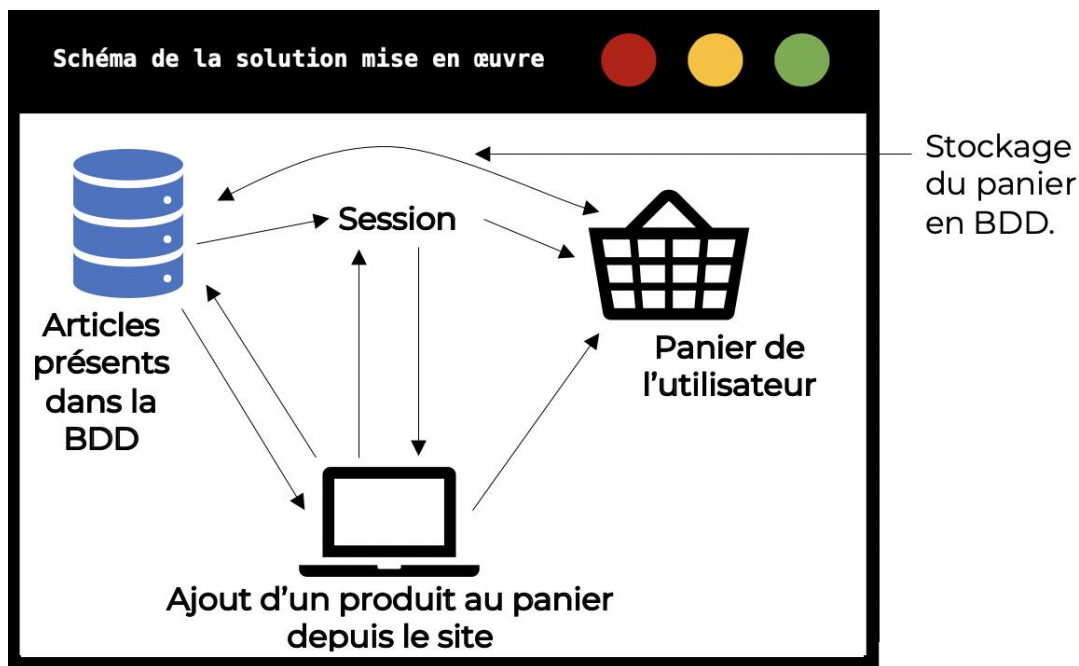 Schéma de la solution mise en œuvre
Stockage
du panier
en BDD.
Session
Articles
présents
dans la
BDD
Panier de
l'utilisateur
Ajout d'un produit au panier
depuis le site